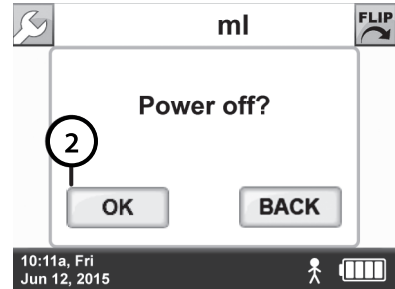 ml
FLIP
Power off?
2
OK
BACK
10:11a, Fri
Jun 12, 2015